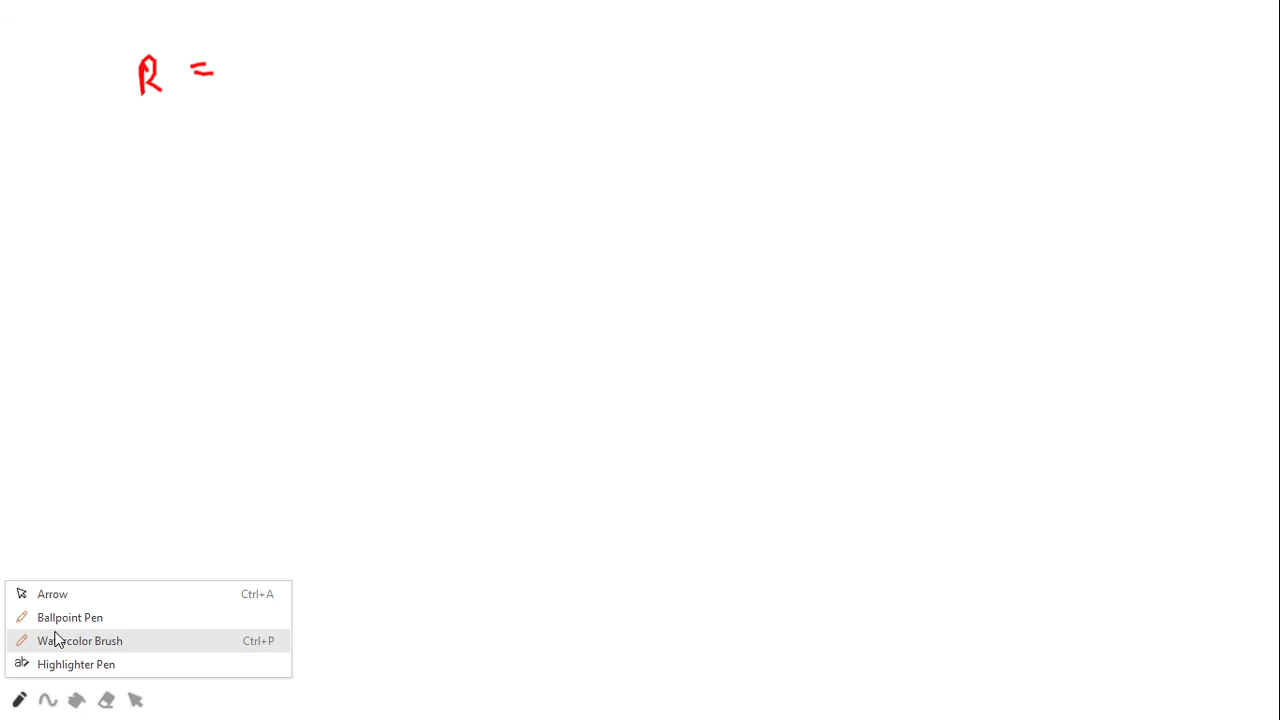 R =
Arrow Ctrl+A
Ballpoint Pen
Watercolor Brush Ctrl+P
Highlighter Pen